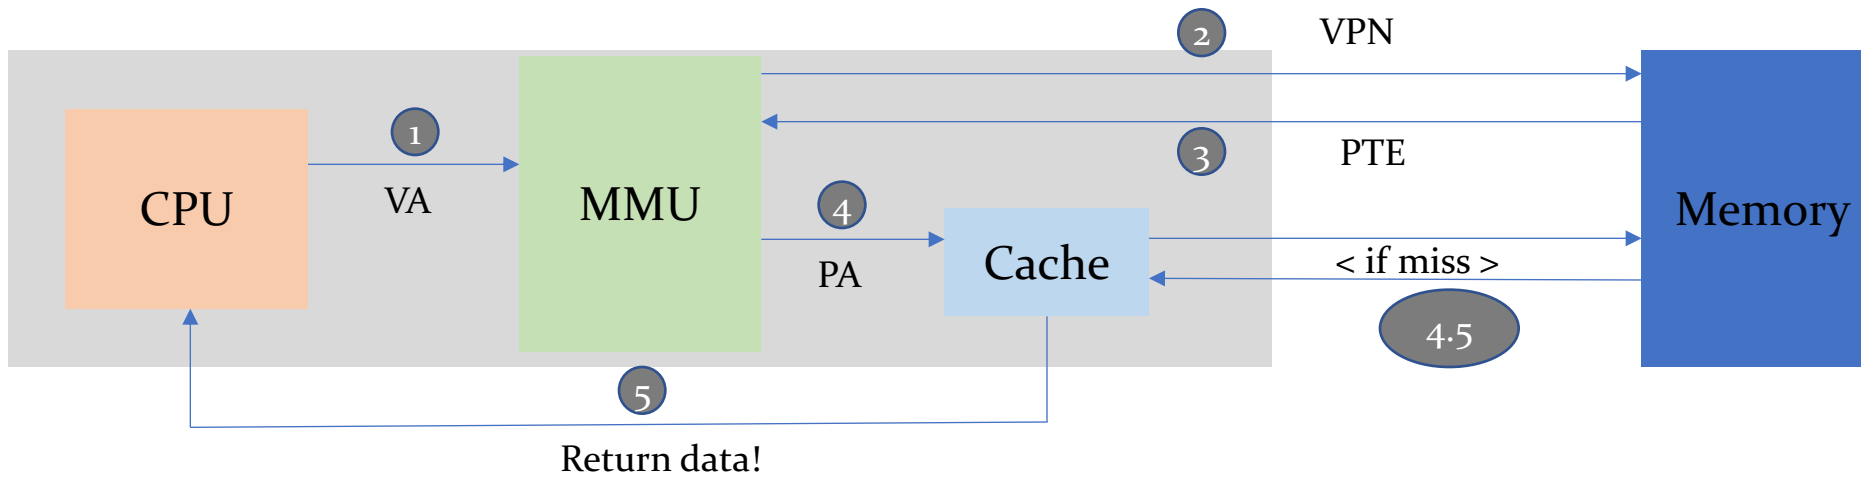 2
VPN
1
3
PTE
CPU
VA
MMU
4
PA
Cache
< if miss >
4.5
Memory
5
Return data!